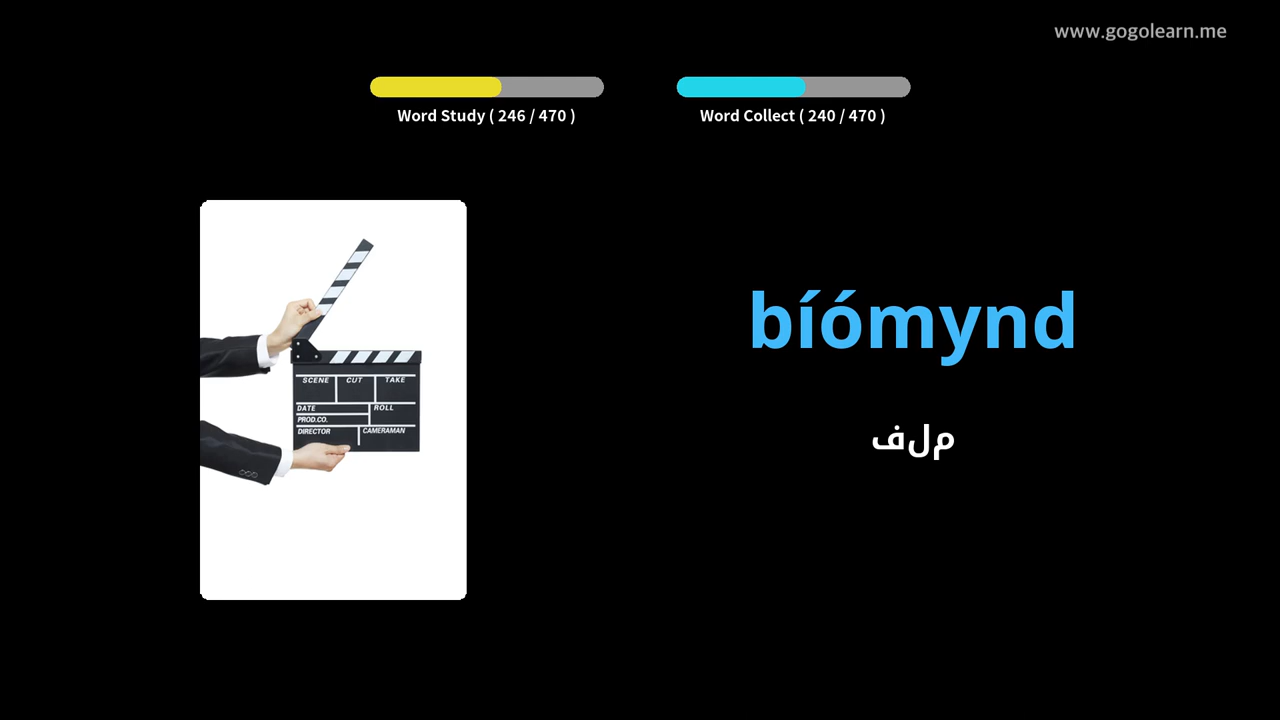 www.gogolearn.me
Word Study ( 246 / 470 )
Word Collect ( 240 / 470 )
bíómynd
فلم
SCENE CUT TAKE
DATE ROLL
PROD.CO.
DIRECTOR CAMERAMAN